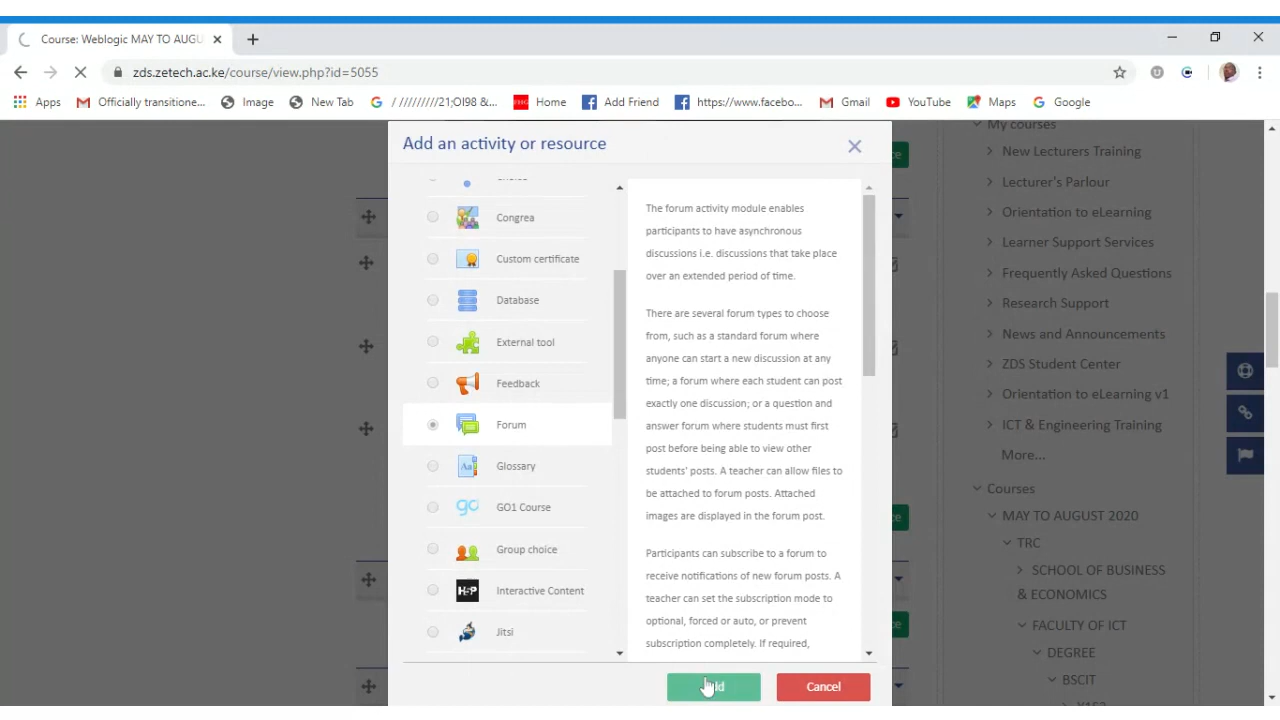 Course: Weblogic MAY TO AUGU
zds.zetech.ac.ke/course/view.php?id=5055
Apps
Officially transitione...
Image
New Tab
/ /////////21;OI98 &...
Home
Add Friend
https://www.facebo...
Gmail
YouTube
Maps
Google
Add an activity or resource
Congrea
Custom certificate
Database
External tool
Feedback
Forum
Glossary
GO1 Course
Group choice
H5P
Interactive Content
Jitsi
The forum activity module enables
participants to have asynchronous
discussions i.e. discussions that take place
over an extended period of time.
There are several forum types to choose
from, such as a standard forum where
anyone can start a new discussion at any
time; a forum where each student can post
exactly one discussion; or a question and
answer forum where students must first
post before being able to view other
students' posts. A teacher can allow files to
be attached to forum posts. Attached
images are displayed in the forum post.
Participants can subscribe to a forum to
receive notifications of new forum posts. A
teacher can set the subscription mode to
optional, forced or auto, or prevent
subscription completely. If required,
Cancel
My courses
New Lecturers Training
Lecturer's Parlour
Orientation to eLearning
Learner Support Services
Frequently Asked Questions
Research Support
News and Announcements
ZDS Student Center
Orientation to eLearning v1
ICT & Engineering Training
More...
Courses
MAY TO AUGUST 2020
TRC
SCHOOL OF BUSINESS
& ECONOMICS
FACULTY OF ICT
DEGREE
BSCIT